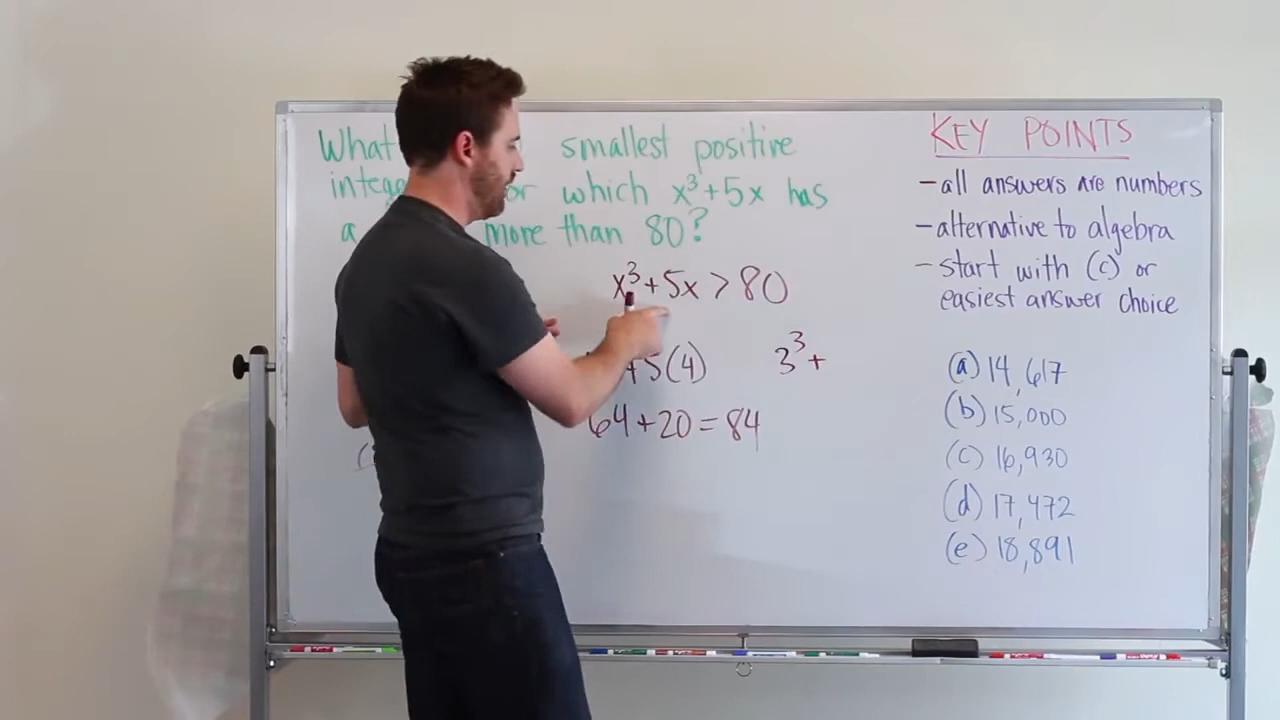 What smallest positive
which x³+5x has
a more than 80?
x³+5x>80
+5(4) 3³+
64+20=84
KEY POINTS
-all answers are numbers
-alternative to algebra
-start with (c) or
easiest answer choice
(a) 14,617
(b) 15,000
(c) 16,930
(d) 17,472
(e) 18,891